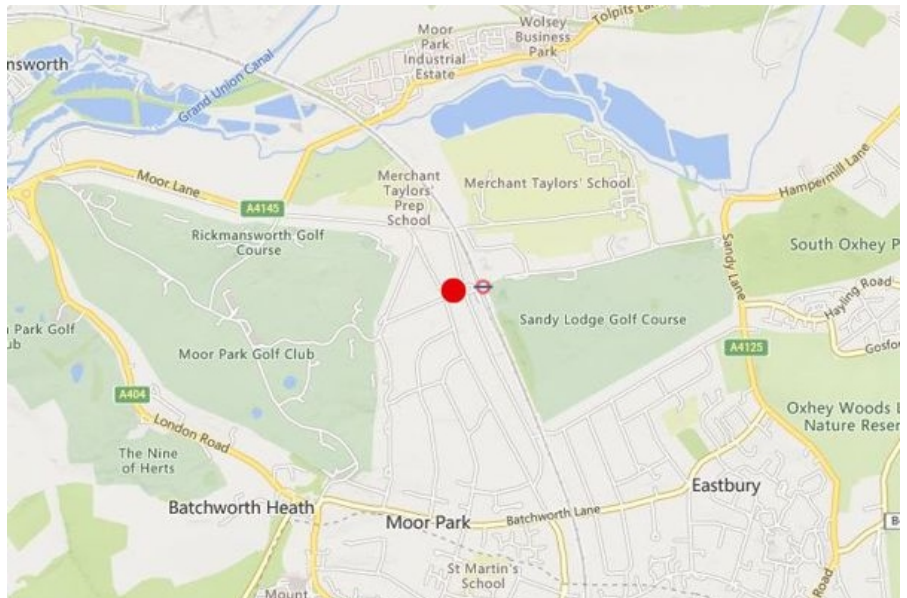 Wolsey
Business
Park
Tolpits La
Moor
Park
Industrial
Estate
nsworth
Grand Union Canal
Moor Lane
A4145
Merchant
Taylors'
Prep
School
Merchant Taylors' School
Hampermill Lane
Rickmansworth Golf
Course
Sandy Lane
South Oxhey P
Hayling Road
Gosfor
Park Golf
ub
Moor Park Golf Club
Sandy Lodge Golf Course
A4125
A404
London Road
Oxhey Woods L
Nature Reser
The Nine
of Herts
Batchworth Heath
Moor Park
Batchworth Lane
Eastbury
St Martin's
School
Mount
Road